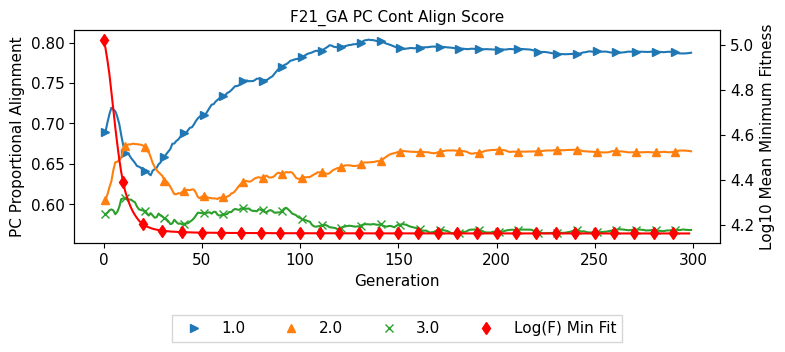 F21_GA PC Cont Align Score
PC Proportional Alignment
0.80
0.75
0.70
0.65
0.60
5.0
4.8
4.6
4.4
4.2
Log10 Mean Minimum Fitness
0 50 100 150 200 250 300
Generation
1.0 2.0 3.0 Log(F) Min Fit